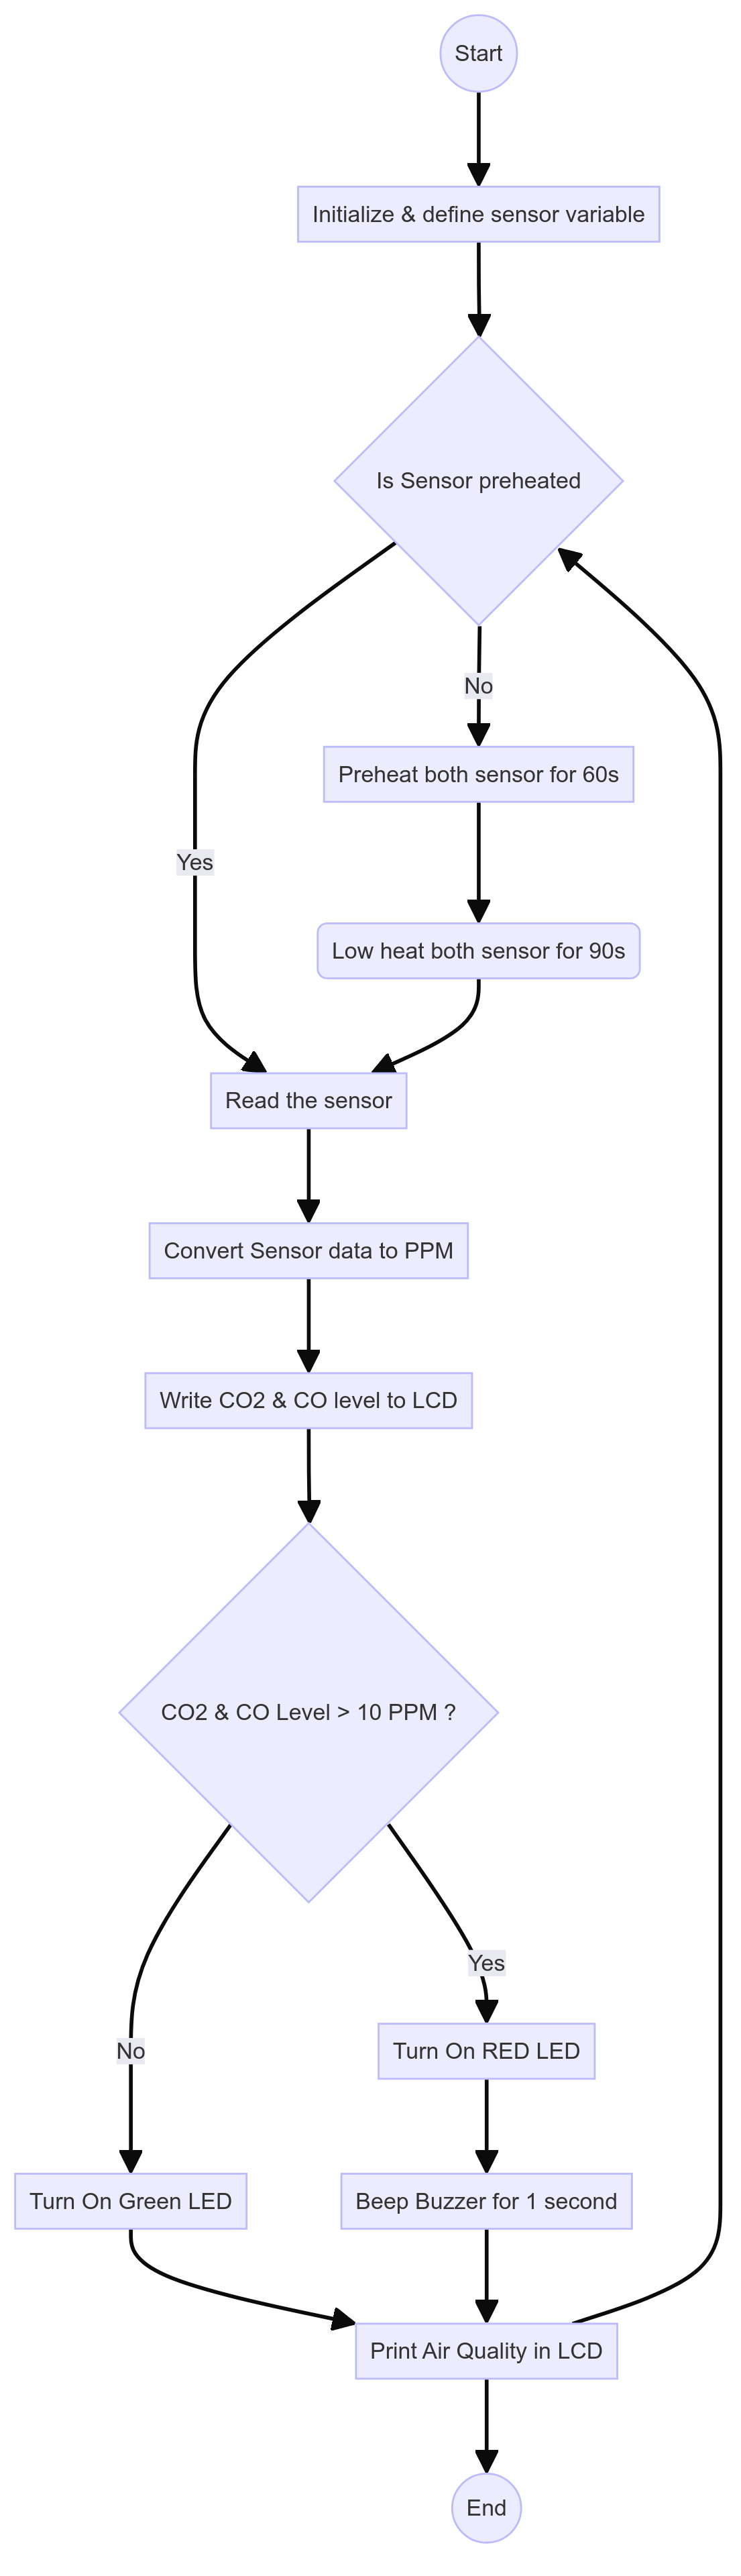 Start
Initialize & define sensor variable
Is Sensor preheated
No
Preheat both sensor for 60s
Yes
Low heat both sensor for 90s
Read the sensor
Convert Sensor data to PPM
Write CO2 & CO level to LCD
CO2 & CO Level > 10 PPM ?
Yes
No
Turn On RED LED
Turn On Green LED
Beep Buzzer for 1 second
Print Air Quality in LCD
End